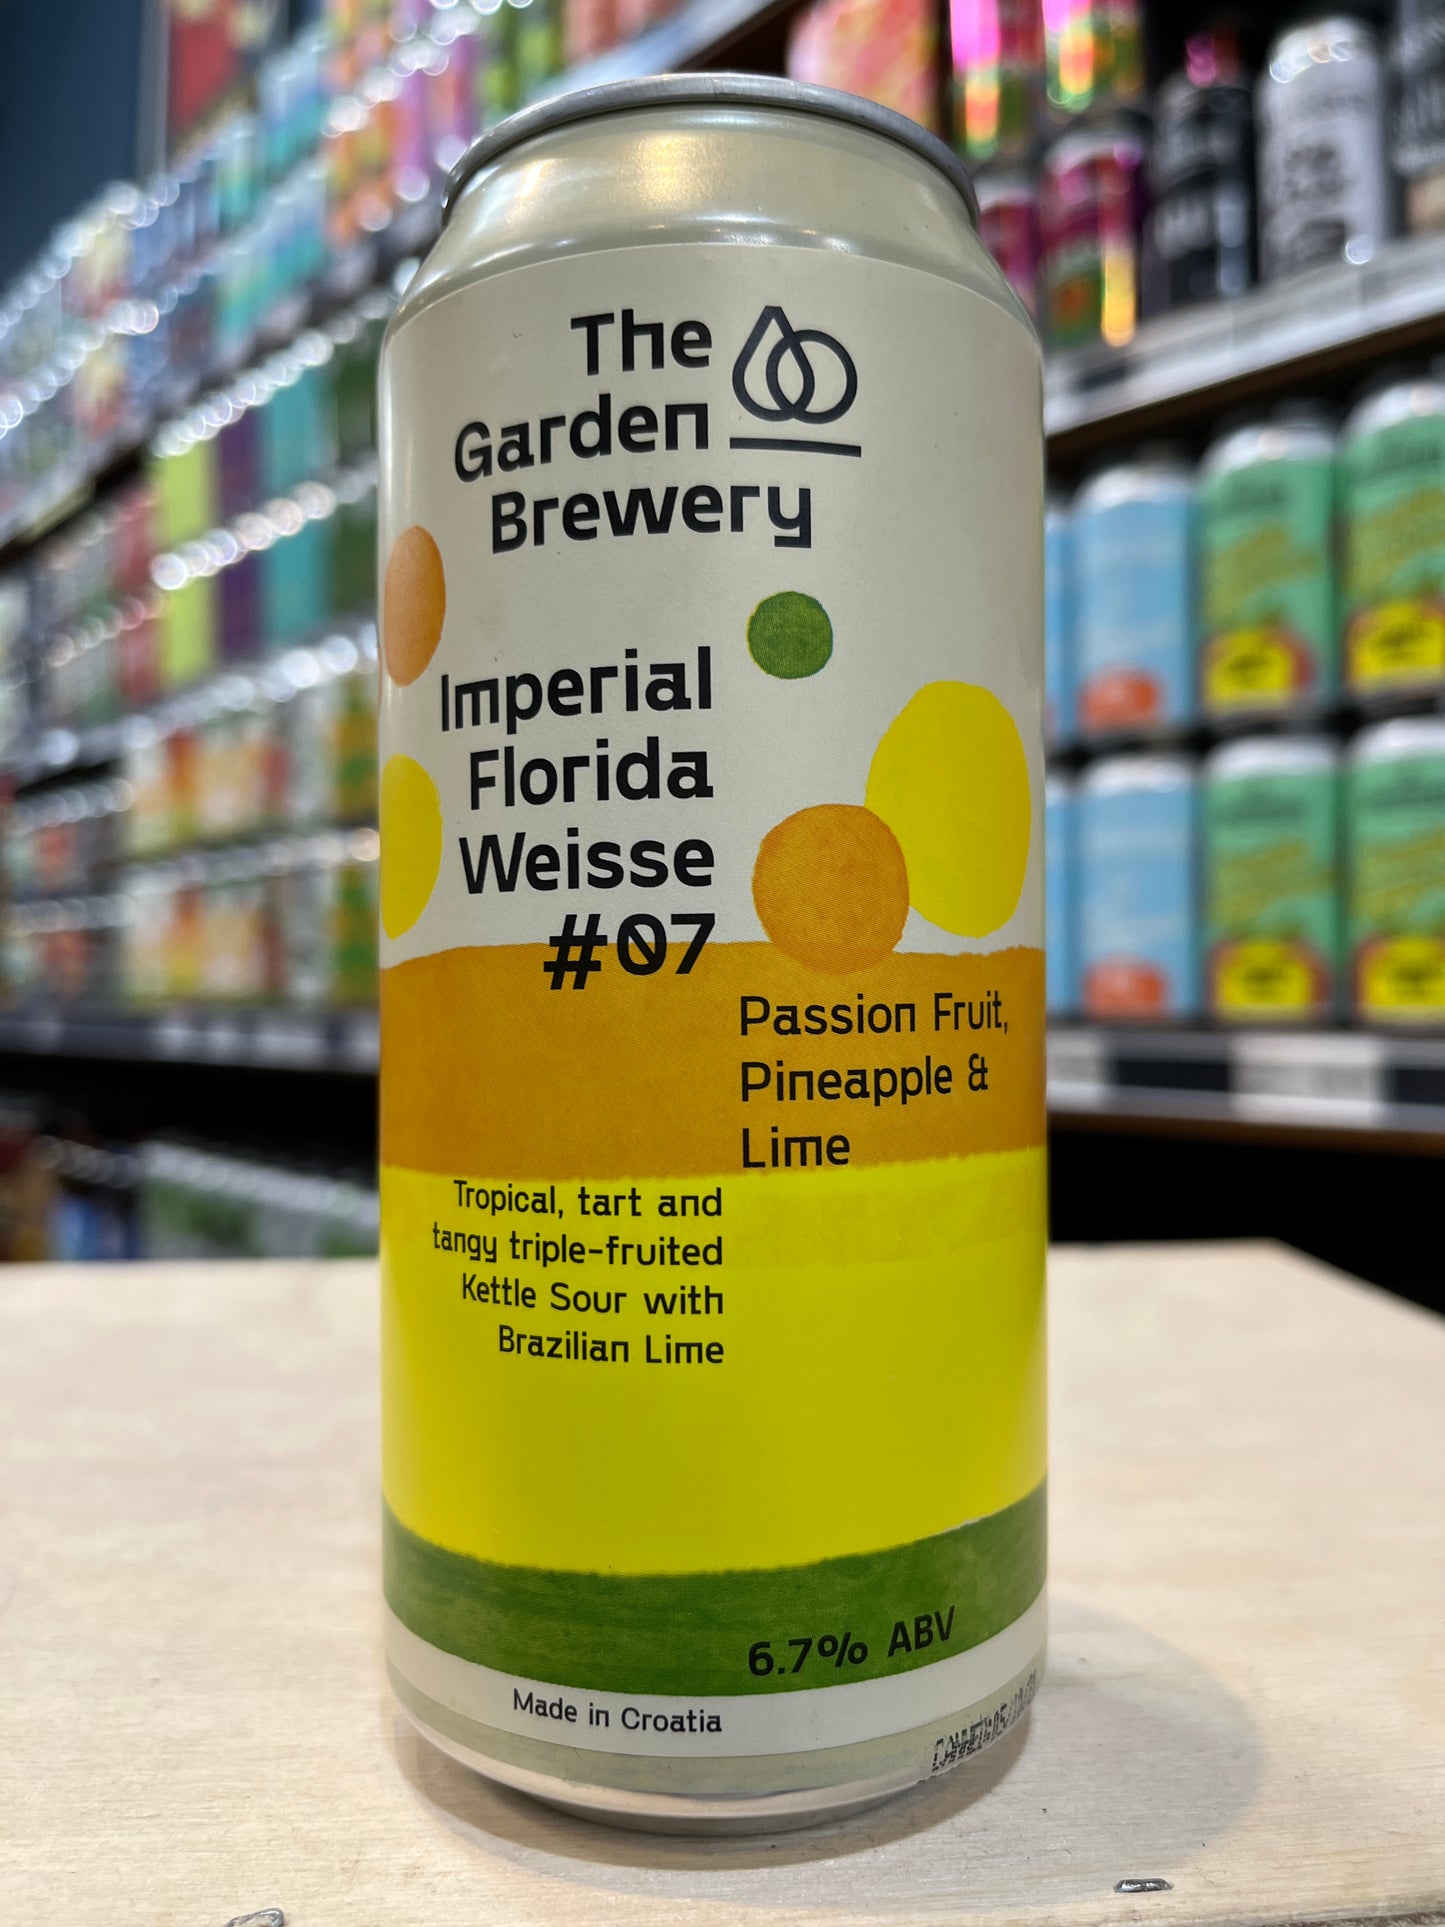 The
Garden
Brewery
Imperial
Florida
Weisse
#07
Passion Fruit,
Pineapple &
Lime
Tropical, tart and
tangy triple-fruited
Kettle Sour with
Brazilian Lime
6.7% ABV
Made in Croatia